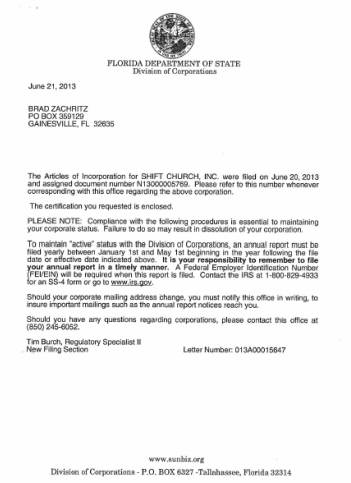 FLORIDA DEPARTMENT OF STATE
Division of Corporations
June 21, 2013
BRAD ZACHRITZ
PO BOX 359129
GAINESVILLE, FL 32635
The Articles of Incorporation for SHIFT CHURCH, INC. were filed on June 20, 2013
and assigned document number N13000005769. Please refer to this number whenever
corresponding with this office regarding the above corporation.
The certification you requested is enclosed.
PLEASE NOTE: Compliance with the following procedures is essential to maintaining
your corporate status. Failure to do so may result in dissolution of your corporation.
To maintain "active" status with the Division of Corporations, an annual report must be
filed yearly between January 1st and May 1st beginning in the year following the file
date or effective date indicated above. It is your responsibility to remember to file
your annual report in a timely manner. A Federal Employer Identification Number
(FEI/EIN) will be required when this report is filed. Contact the IRS at 1-800-829-4933
for an SS-4 form or go to www.irs.gov.
Should your corporate mailing address change, you must notify this office in writing, to
insure important mailings such as the annual report notices reach you.
Should you have any questions regarding corporations, please contact this office at
(850) 245-6052.
Tim Burch, Regulatory Specialist II
New Filing Section Letter Number: 013A00015647
www.sunbiz.org
Division of Corporations - P.O. BOX 6327 -Tallahassee, Florida 32314